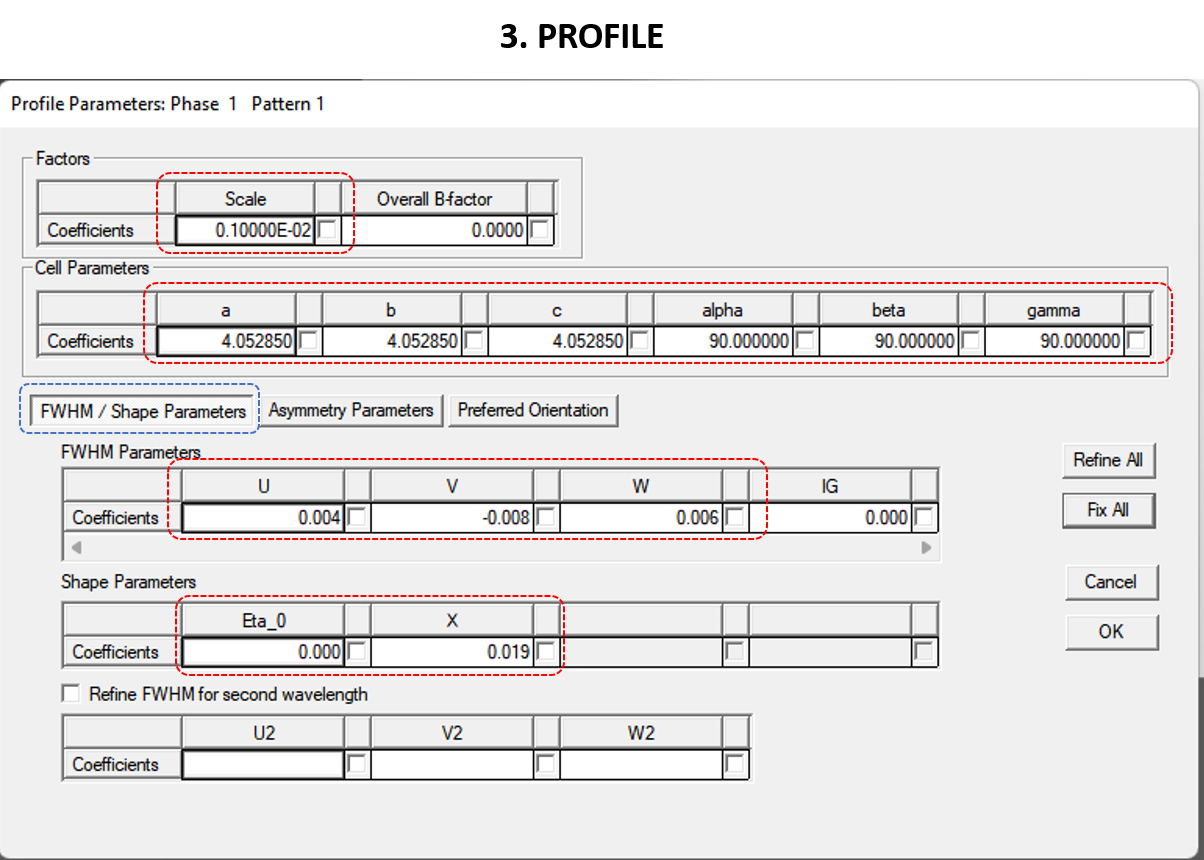 3. PROFILE
Profile Parameters: Phase 1 Pattern 1
Factors
Scale Overall B-factor
Coefficients 0.10000E-02 0.0000
Cell Parameters
a b c alpha beta gamma
Coefficients 4.052850 4.052850 4.052850 90.000000 90.000000 90.000000
FWHM / Shape Parameters Asymmetry Parameters Preferred Orientation
FWHM Parameters
Refine All
U V W IG
Coefficients 0.004 -0.008 0.006 0.000
Fix All
Shape Parameters
Cancel
Eta_0 X
OK
Coefficients 0.000 0.019
Refine FWHM for second wavelength
U2 V2 W2
Coefficients